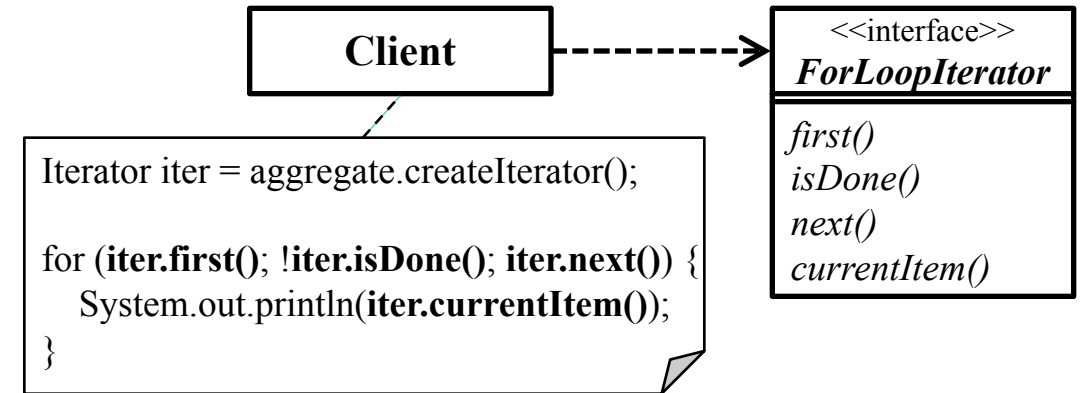 Client
<<interface>>
ForLoopIterator
first()
isDone()
next()
currentItem()
Iterator iter = aggregate.createIterator();
for (iter.first(); !iter.isDone(); iter.next()) {
System.out.println(iter.currentItem());
}